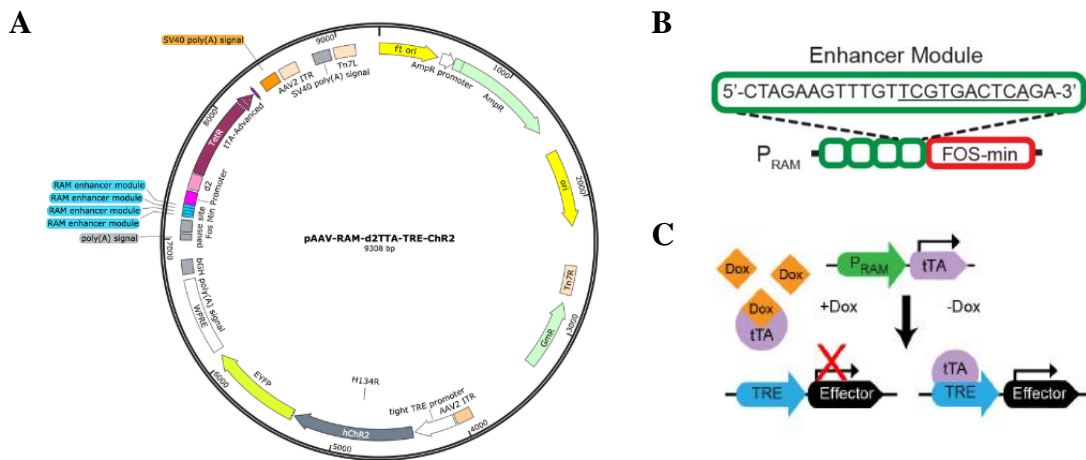 A
SV40 poly(A) signal
AAV2 ITR
SV40 poly(A) signal
Tn7L
9000
f1 ori
AmpR promoter
AmpR
1000
ori
2000
Tn7R
3000
GmR
AAV2 ITR
4000
tight TRE promoter
hChR2
H134R
5000
EYFP
6000
WPRE
bGH poly(A) signal
7000
poly(A) signal
pause site
RAM enhancer module
RAM enhancer module
RAM enhancer module
RAM enhancer module
Fos Min Promoter
d2
TetR
tTA-Advanced
8000
pAAV-RAM-d2TTA-TRE-ChR2
9308 bp
B
Enhancer Module
5'-CTAGAAGTTTGTTCGTGACTCAGA-3'
PRAM
FOS-min
C
Dox
Dox
Dox
tTA
PRAM
tTA
+Dox
-Dox
TRE
Effector
tTA
TRE
Effector